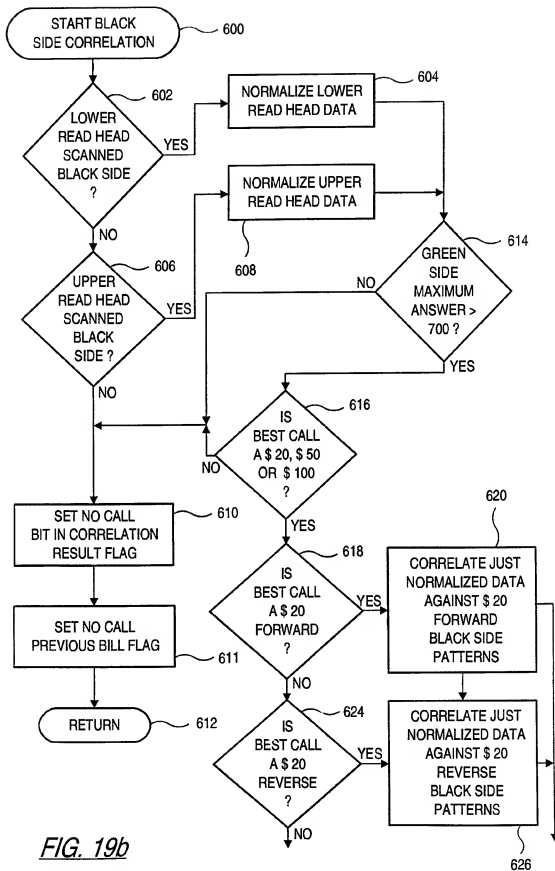 START BLACK
SIDE CORRELATION
600
602
LOWER
READ HEAD
SCANNED
BLACK SIDE
?
YES
NO
NORMALIZE LOWER
READ HEAD DATA
604
606
UPPER
READ HEAD
SCANNED
BLACK
SIDE ?
YES
NO
NORMALIZE UPPER
READ HEAD DATA
608
614
GREEN
SIDE
MAXIMUM
ANSWER >
700 ?
NO
YES
616
IS
BEST CALL
A $ 20, $ 50
OR $ 100
?
NO
YES
SET NO CALL
BIT IN CORRELATION
RESULT FLAG
610
SET NO CALL
PREVIOUS BILL FLAG
611
RETURN
612
618
IS
BEST CALL
A $ 20
FORWARD
?
YES
NO
620
CORRELATE JUST
NORMALIZED DATA
AGAINST $ 20
FORWARD
BLACK SIDE
PATTERNS
624
IS
BEST CALL
A $ 20
REVERSE
?
YES
NO
CORRELATE JUST
NORMALIZED DATA
AGAINST $ 20
REVERSE
BLACK SIDE
PATTERNS
626
FIG. 19b